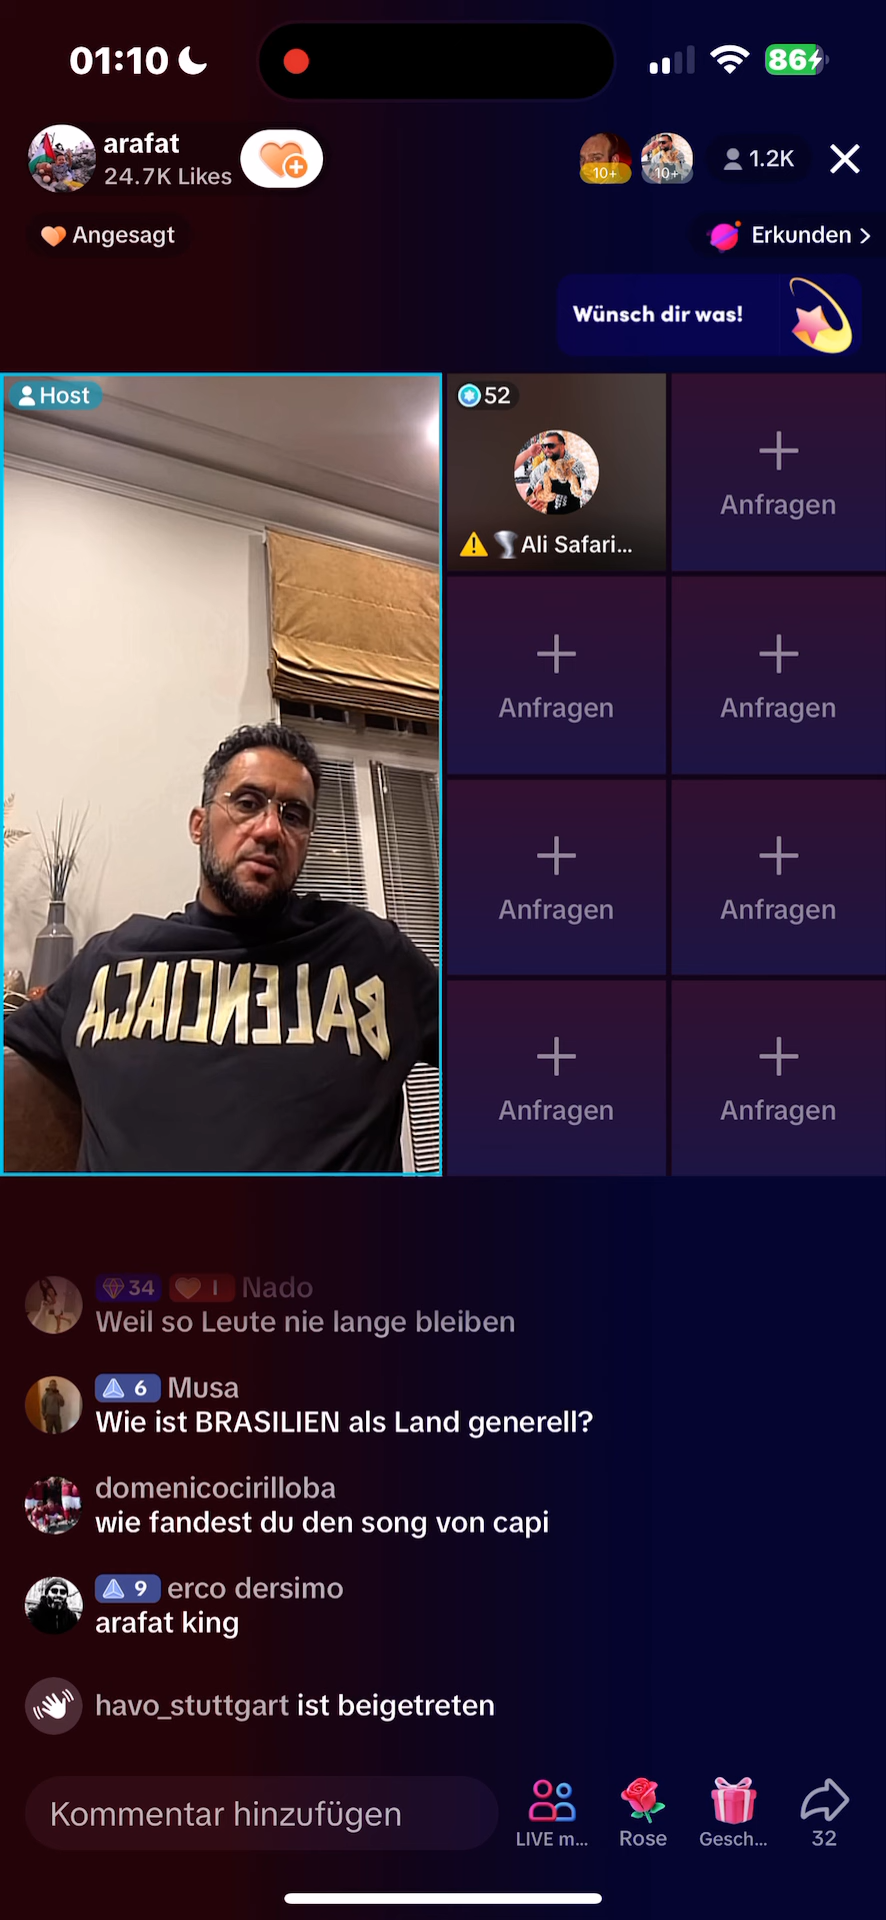 01:10
86
arafat
24.7K Likes
10+
10+
1.2K
Angesagt
Erkunden >
Wünsch dir was!
Host
52
Anfragen
Ali Safari...
Anfragen
Anfragen
Anfragen
Anfragen
Anfragen
Anfragen
BALENCIAGA
34 I Nado
Weil so Leute nie lange bleiben
6 Musa
Wie ist BRASILIEN als Land generell?
domenicocirilloba
wie fandest du den song von capi
9 erco dersimo
arafat king
havo_stuttgart ist beigetreten
Kommentar hinzufügen
LIVE m...
Rose
Gesch...
32